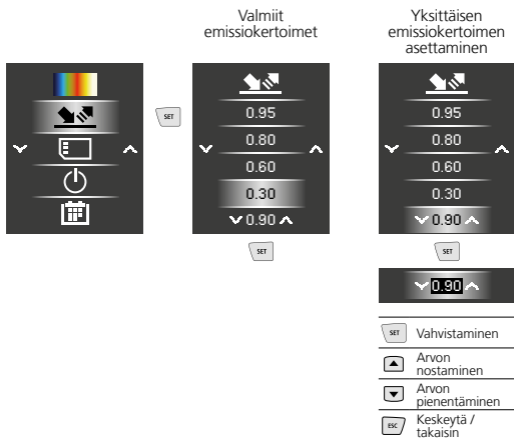 Valmiit
emissiokertoimet
Yksittäisen
emissiokertoimen
asettaminen
SET
0.95
0.80
0.60
0.30
0.90
SET
0.95
0.80
0.60
0.30
0.90
SET
0.90
SET Vahvistaminen
Arvon
nostaminen
Arvon
pienentäminen
ESC Keskeytä /
takaisin